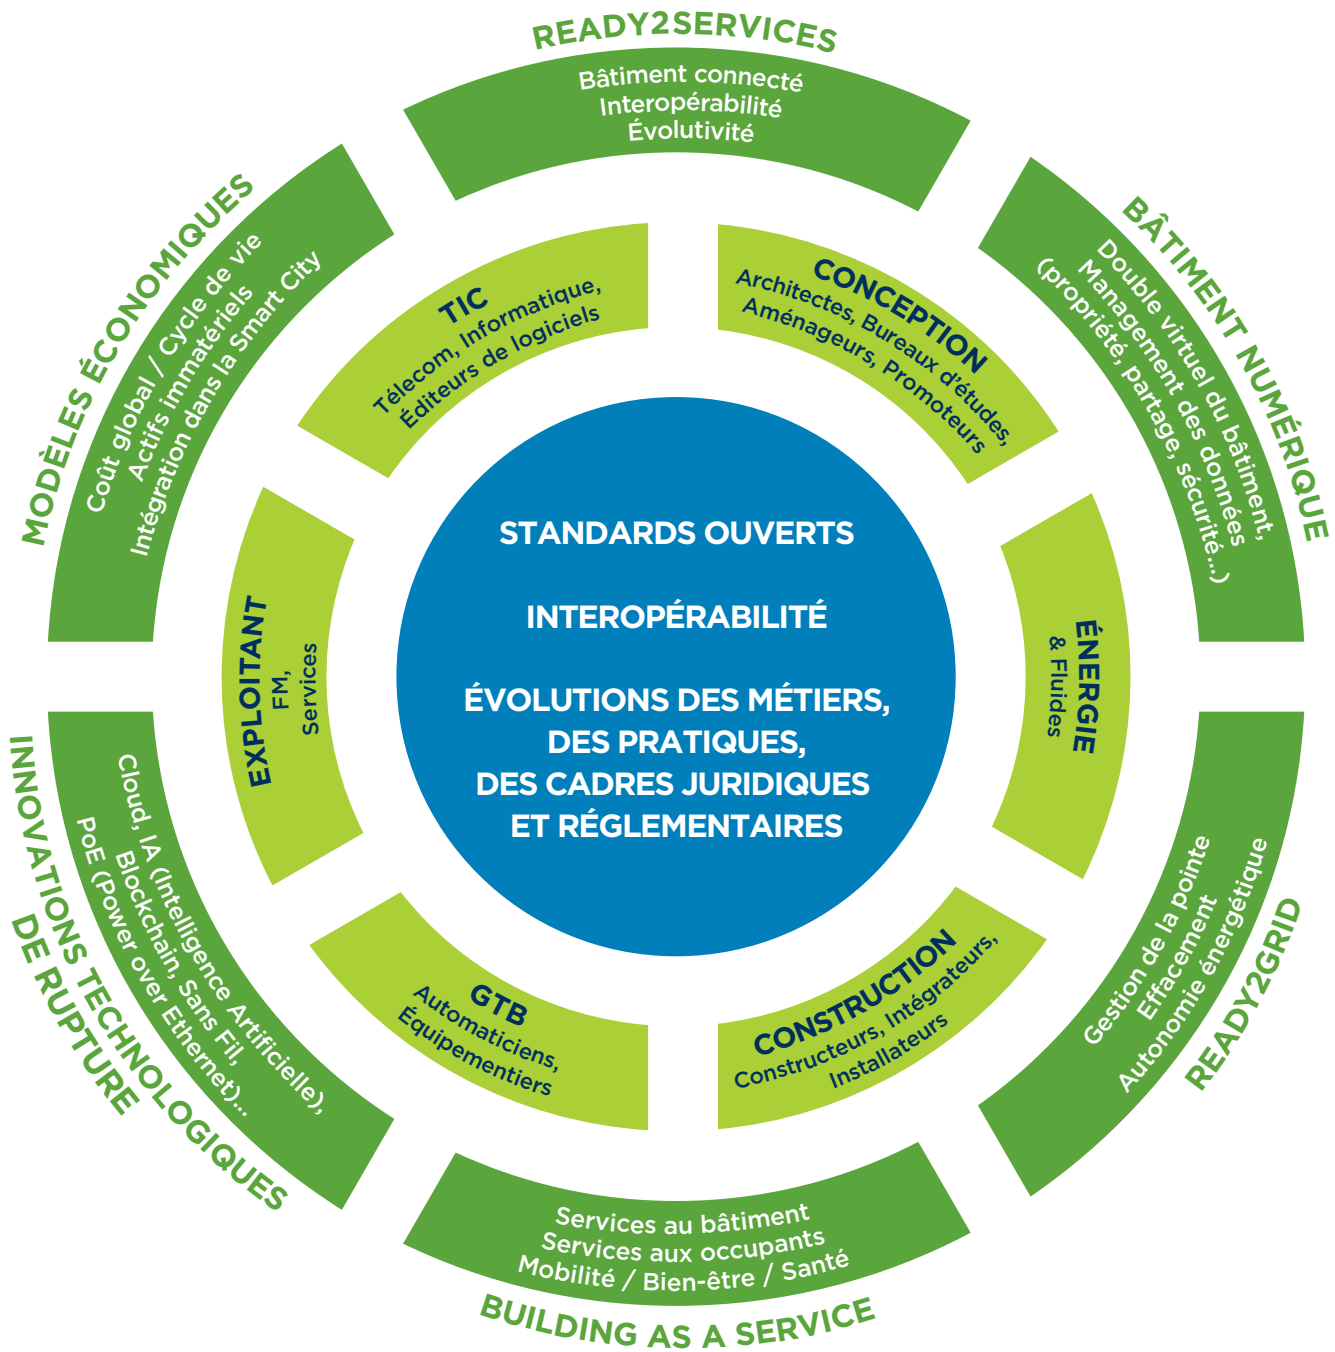 READY2SERVICES
Bâtiment connecté
Interopérabilité
Évolutivité
BÂTIMENT NUMÉRIQUE
Double virtuel du bâtiment,
Management des données
(propriété, partage, sécurité...)
READY2GRID
Gestion de la pointe
Effacement
Autonomie énergétique
BUILDING AS A SERVICE
Services au bâtiment
Services aux occupants
Mobilité / Bien-être / Santé
INNOVATIONS TECHNOLOGIQUES
DE RUPTURE
Cloud, IA (Intelligence Artificielle),
Blockchain, Sans Fil,
PoE (Power over Ethernet)...
MODÈLES ÉCONOMIQUES
Coût global / Cycle de vie
Actifs immatériels
Intégration dans la Smart City
TIC
Télecom, Informatique,
Éditeurs de logiciels
CONCEPTION
Architectes, Bureaux d'études,
Aménageurs, Promoteurs
ÉNERGIE
& Fluides
CONSTRUCTION
Constructeurs, Intégrateurs,
Installateurs
GTB
Automaticiens,
Équipementiers
EXPLOITANT
FM,
Services
STANDARDS OUVERTS
INTEROPÉRABILITÉ
ÉVOLUTIONS DES MÉTIERS,
DES PRATIQUES,
DES CADRES JURIDIQUES
ET RÉGLEMENTAIRES